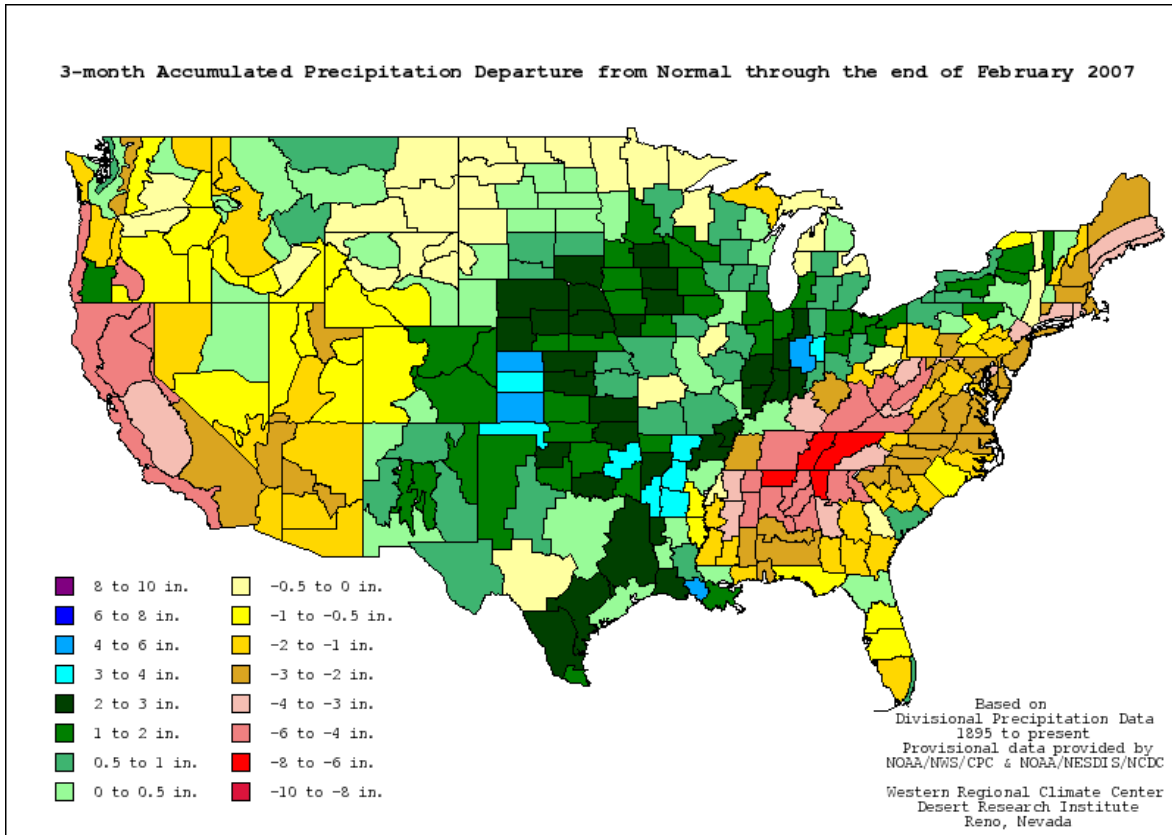 3-month Accumulated Precipitation Departure from Normal through the end of February 2007
8 to 10 in.
6 to 8 in.
4 to 6 in.
3 to 4 in.
2 to 3 in.
1 to 2 in.
0.5 to 1 in.
0 to 0.5 in.
-0.5 to 0 in.
-1 to -0.5 in.
-2 to -1 in.
-3 to -2 in.
-4 to -3 in.
-6 to -4 in.
-8 to -6 in.
-10 to -8 in.
Based on
Divisional Precipitation Data
1895 to present
Provisional data provided by
NOAA/NWS/CPC & NOAA/NESDIS/NCDC
Western Regional Climate Center
Desert Research Institute
Reno, Nevada